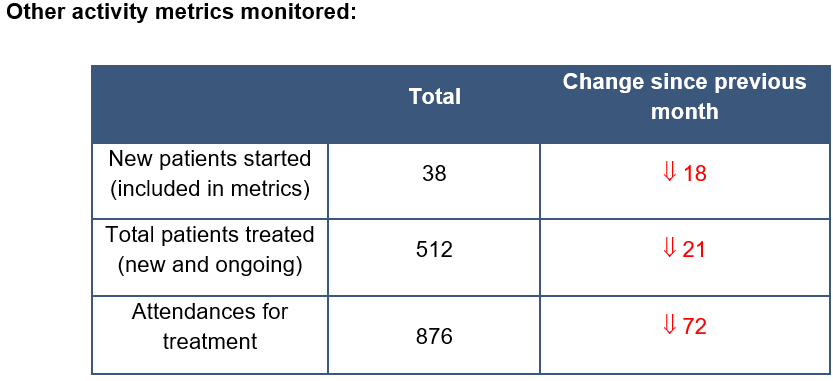 Other activity metrics monitored:
Total
Change since previous
month
New patients started
(included in metrics)
38
⇓ 18
Total patients treated
(new and ongoing)
512
⇓ 21
Attendances for
treatment
876
⇓ 72